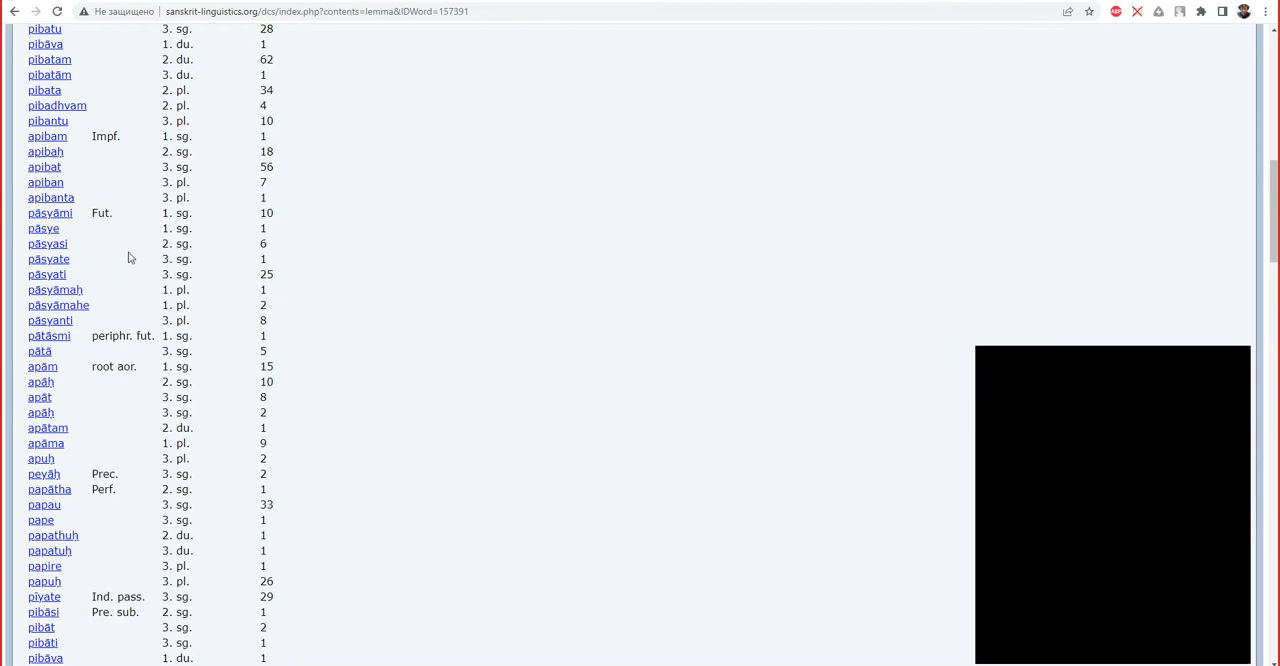 Не защищено | sanskrit-linguistics.org/dcs/index.php?contents=lemma&IDWord=157391
pibatu 3. sg. 28
pibāva 1. du. 1
pibatam 2. du. 62
pibatām 3. du. 1
pibata 2. pl. 34
pibadhvam 2. pl. 4
pibantu 3. pl. 10
apibam Impf. 1. sg. 1
apibaḥ 2. sg. 18
apibat 3. sg. 56
apiban 3. pl. 7
apibanta 3. pl. 1
pāsyāmi Fut. 1. sg. 10
pāsye 1. sg. 1
pāsyasi 2. sg. 6
pāsyate 3. sg. 1
pāsyati 3. sg. 25
pāsyāmaḥ 1. pl. 1
pāsyāmahe 1. pl. 2
pāsyanti 3. pl. 8
pātāsmi periphr. fut. 1. sg. 1
pātā 3. sg. 5
apām root aor. 1. sg. 15
apāḥ 2. sg. 10
apāt 3. sg. 8
apāḥ 3. sg. 2
apātam 2. du. 1
apāma 1. pl. 9
apuḥ 3. pl. 2
peyāḥ Prec. 3. sg. 2
papātha Perf. 2. sg. 1
papau 3. sg. 33
pape 3. sg. 1
papathuḥ 2. du. 1
papatuḥ 3. du. 1
papire 3. pl. 1
papuḥ 3. pl. 26
pīyate Ind. pass. 3. sg. 29
pibāsi Pre. sub. 2. sg. 1
pibāt 3. sg. 2
pibāti 3. sg. 1
pibāva 1. du. 1